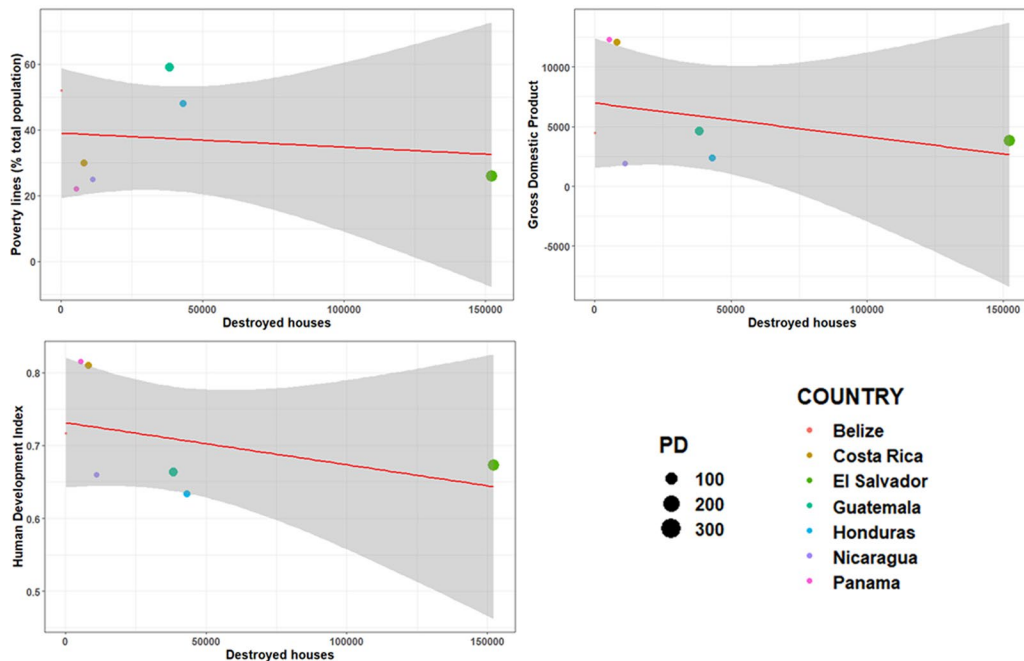 Poverty lines (% total population)
60
40
20
0
0
50000
100000
150000
Destroyed houses
Gross Domestic Product
10000
5000
0
-5000
0
50000
100000
150000
Destroyed houses
Human Development Index
0.8
0.7
0.6
0.5
0
50000
100000
150000
Destroyed houses
PD
100
200
300
COUNTRY
Belize
Costa Rica
El Salvador
Guatemala
Honduras
Nicaragua
Panama